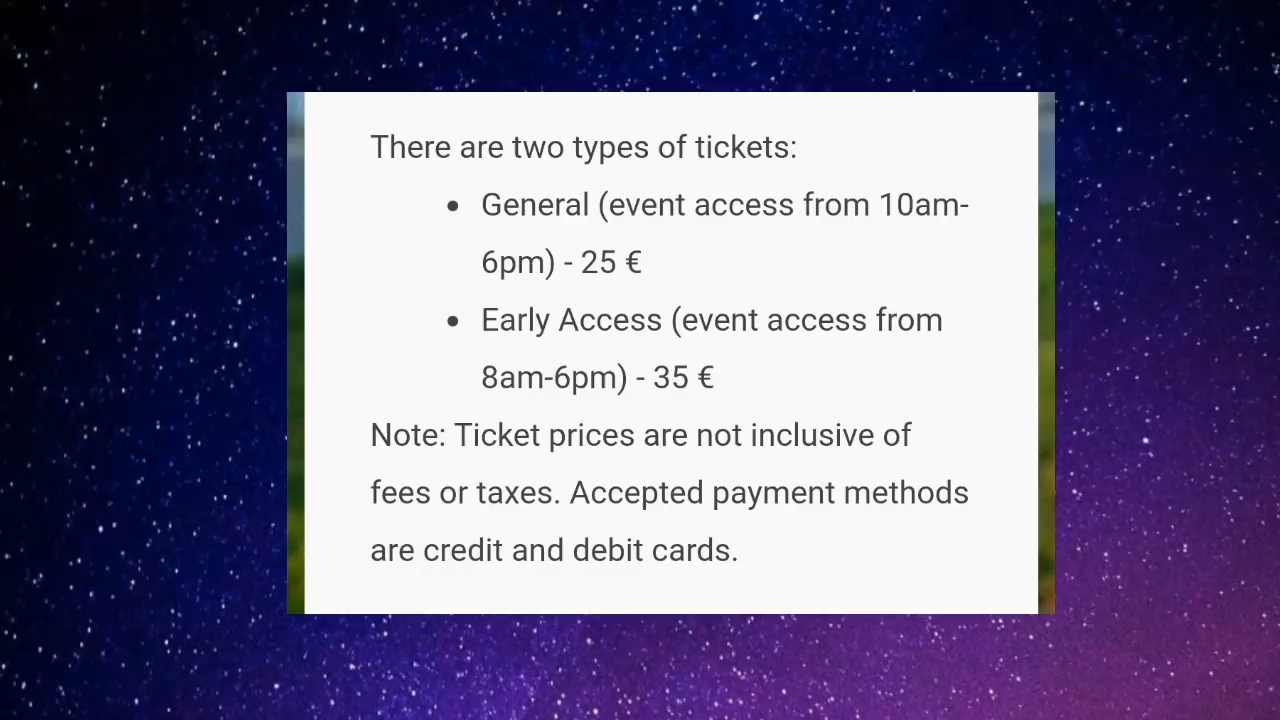 There are two types of tickets:
• General (event access from 10am-
6pm) - 25 €
• Early Access (event access from
8am-6pm) - 35 €
Note: Ticket prices are not inclusive of
fees or taxes. Accepted payment methods
are credit and debit cards.